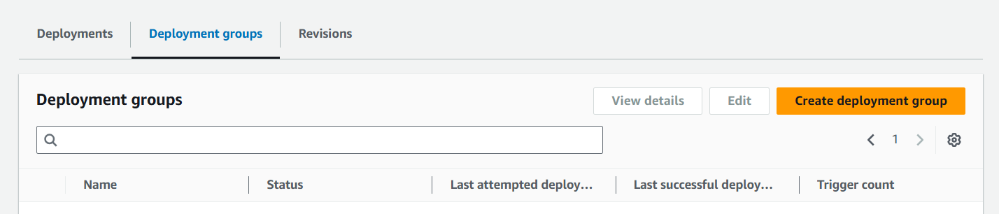 Deployments Deployment groups Revisions
Deployment groups View details Edit Create deployment group
1
Name Status Last attempted deploy... Last successful deploy... Trigger count